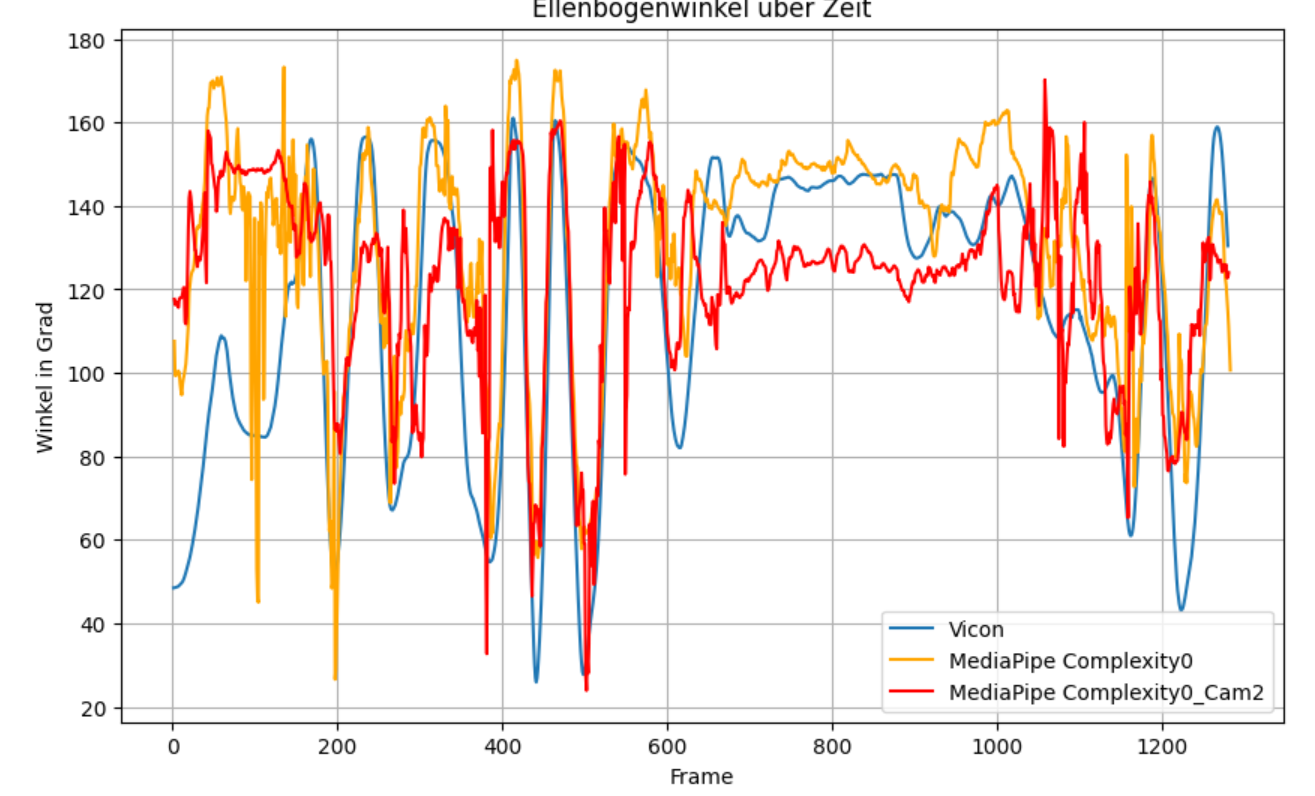 Ellenbogenwinkel über Zeit
180
160
140
120
100
80
60
40
20
Winkel in Grad
0 200 400 600 800 1000 1200
Frame
Vicon
MediaPipe Complexity0
MediaPipe Complexity0_Cam2